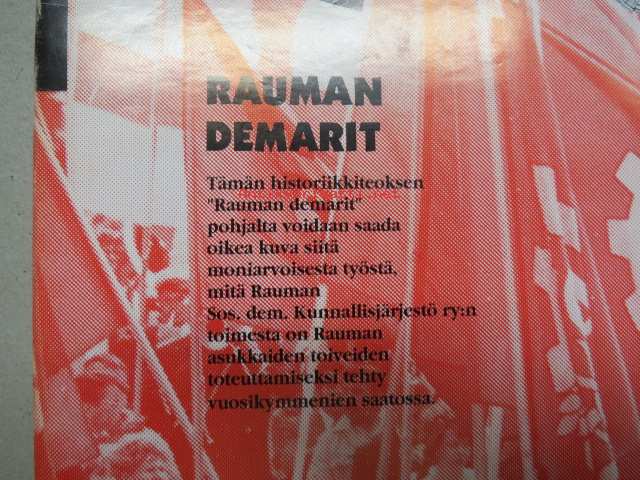 RAUMAN
DEMARIT
Tämän historiikkiteoksen
"Rauman demarit"
pohjalta voidaan saada
oikea kuva siitä
moniarvoisesta työstä,
mitä Rauman
Sos. dem. Kunnallisjärjestö ry:n
toimesta on Rauman
asukkaiden toiveiden
toteuttamiseksi tehty
vuosikymmenien saatossa.